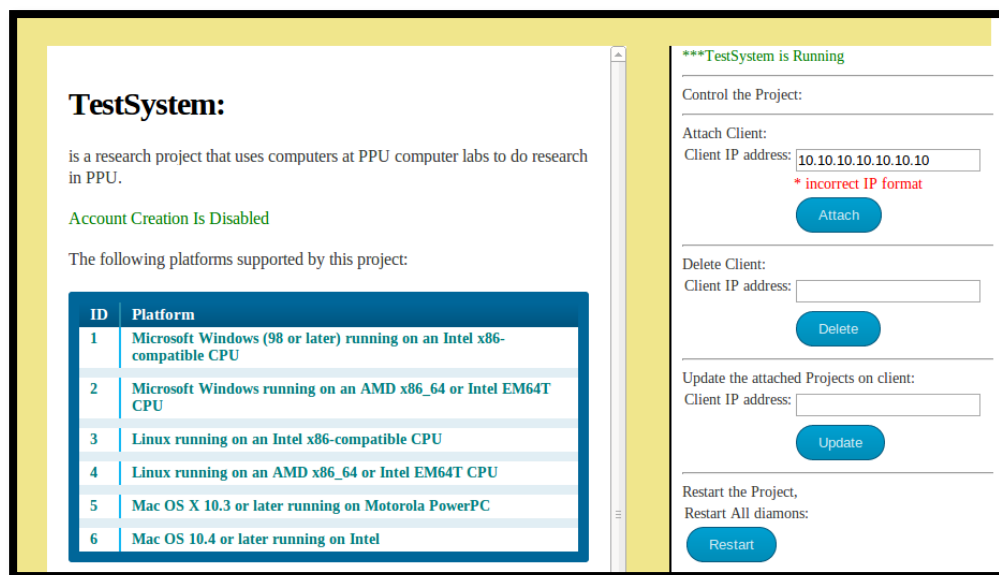 TestSystem:
is a research project that uses computers at PPU computer labs to do research
in PPU.
Account Creation Is Disabled
The following platforms supported by this project:
ID Platform
1 Microsoft Windows (98 or later) running on an Intel x86-
compatible CPU
2 Microsoft Windows running on an AMD x86_64 or Intel EM64T
CPU
3 Linux running on an Intel x86-compatible CPU
4 Linux running on an AMD x86_64 or Intel EM64T CPU
5 Mac OS X 10.3 or later running on Motorola PowerPC
6 Mac OS 10.4 or later running on Intel
***TestSystem is Running
Control the Project:
Attach Client:
Client IP address: 10.10.10.10.10.10.10
* incorrect IP format
Attach
Delete Client:
Client IP address:
Delete
Update the attached Projects on client:
Client IP address:
Update
Restart the Project,
Restart All diamons:
Restart